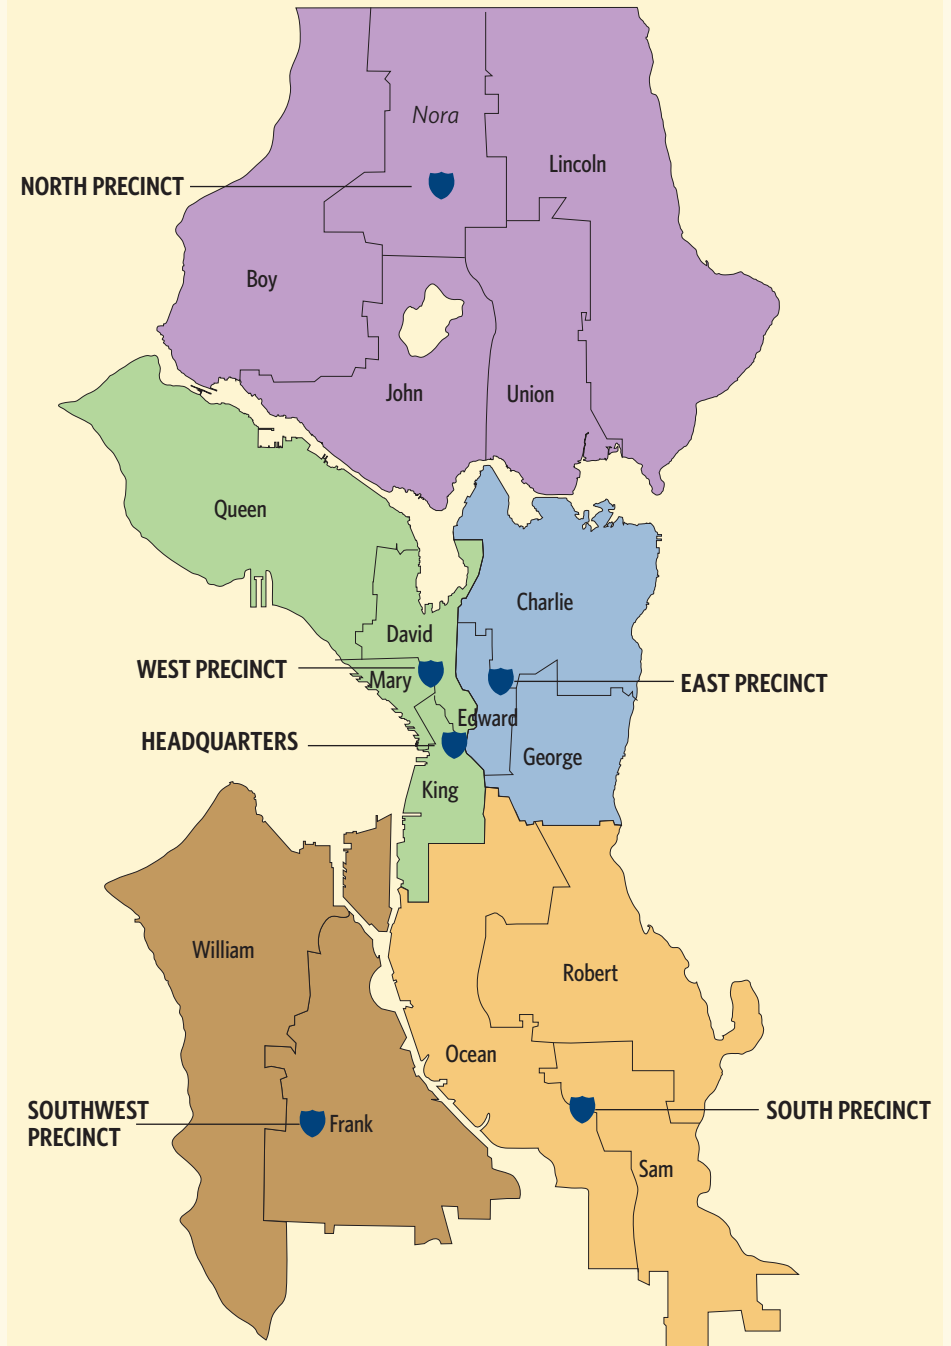 Nora
Lincoln
NORTH PRECINCT
Boy
John
Union
Queen
Charlie
David
WEST PRECINCT
Mary
EAST PRECINCT
Edward
HEADQUARTERS
George
King
William
Robert
Ocean
SOUTHWEST
PRECINCT
Frank
SOUTH PRECINCT
Sam